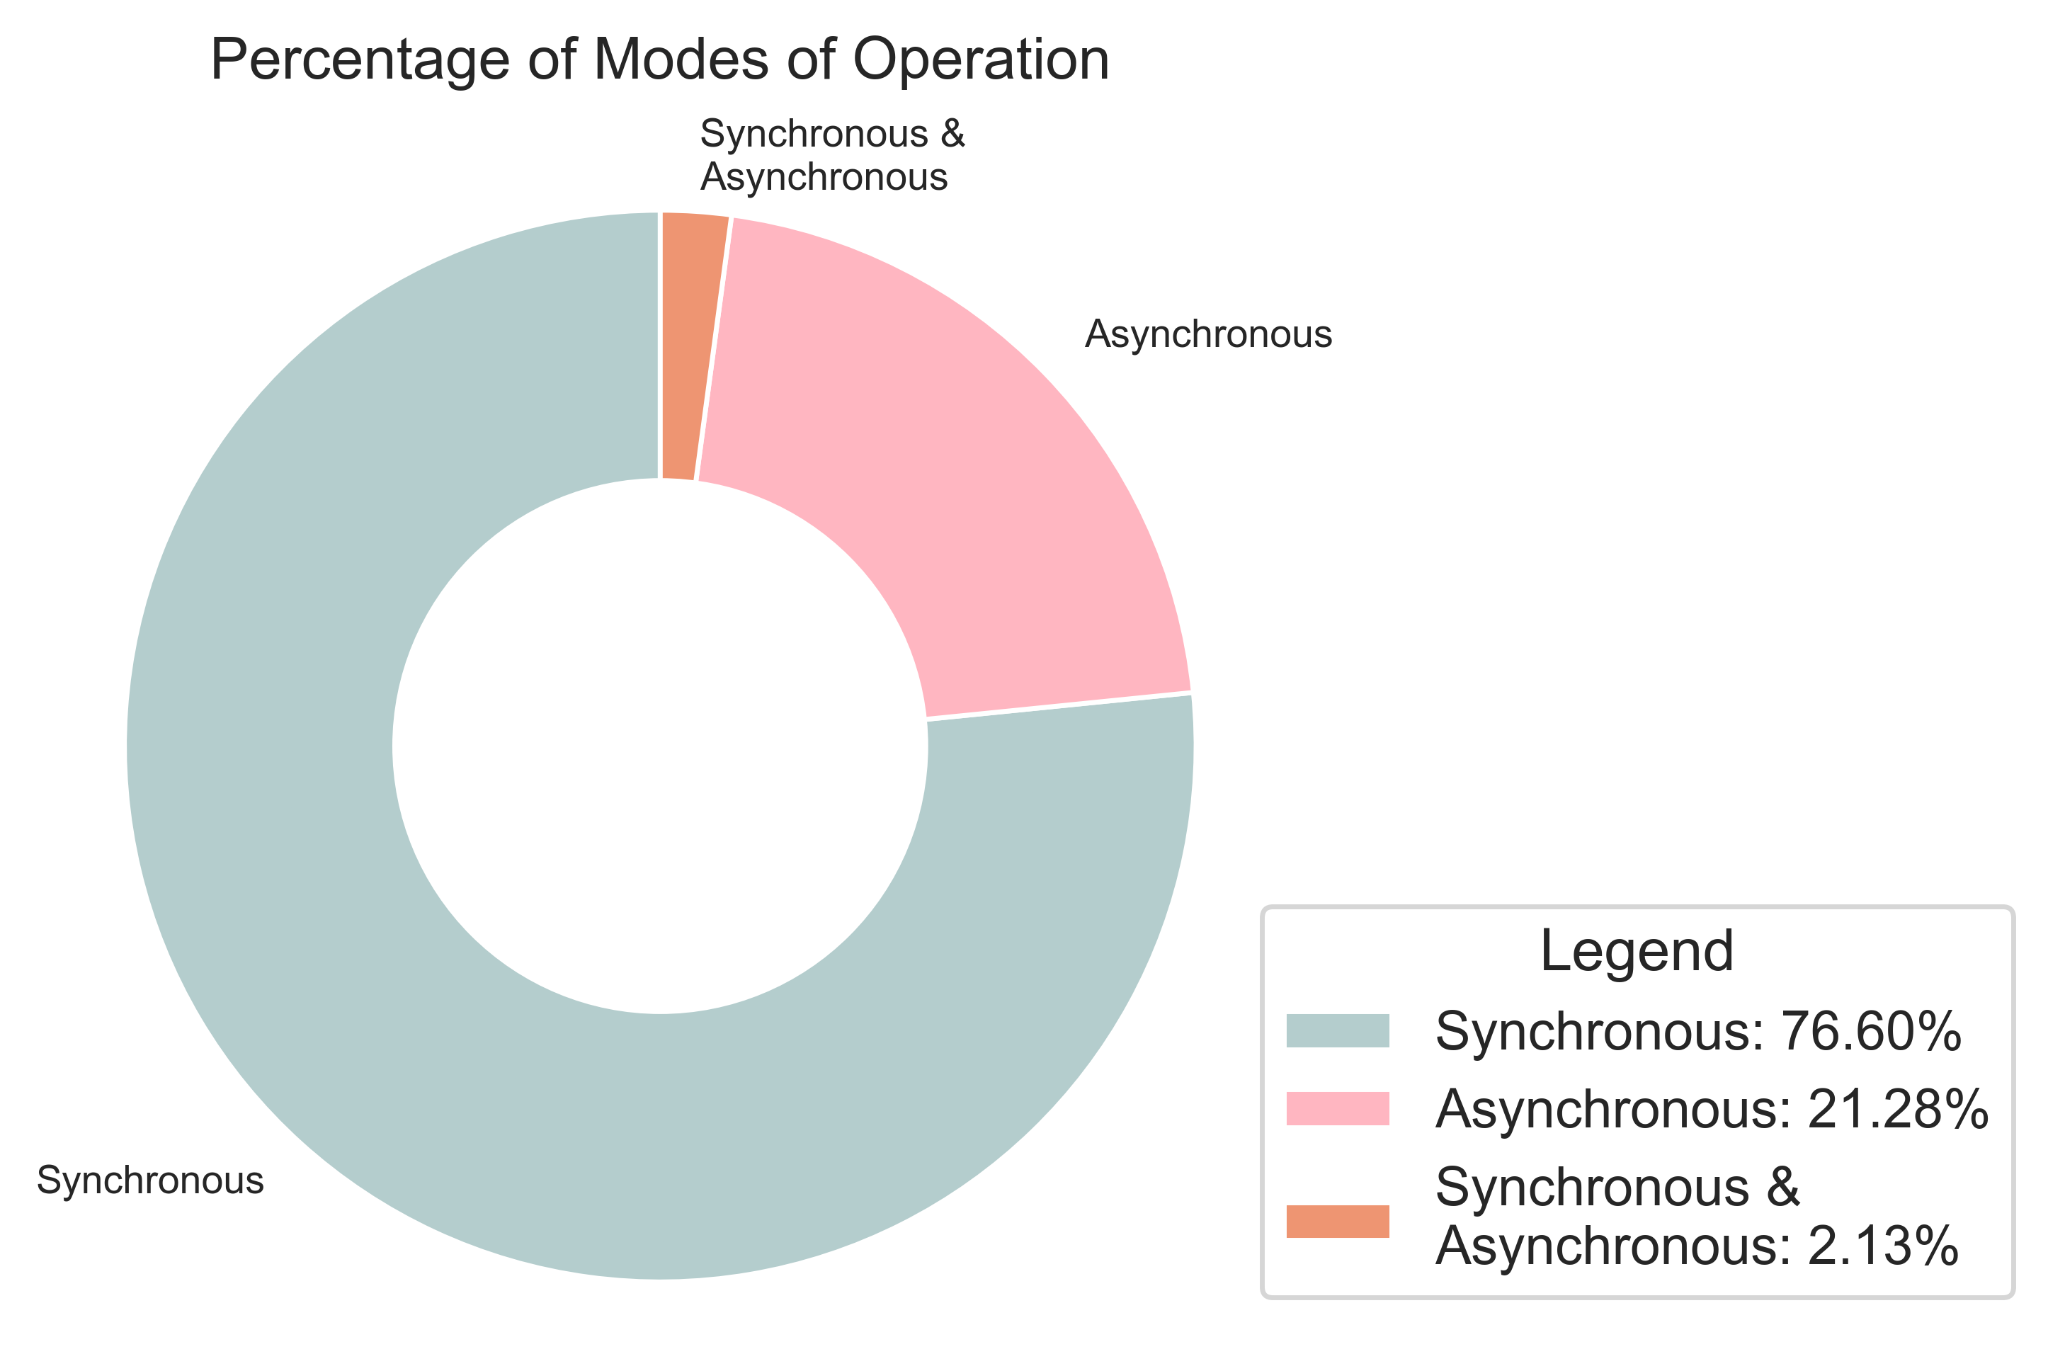 Percentage of Modes of Operation
Synchronous &
Asynchronous
Asynchronous
Synchronous
Legend
Synchronous: 76.60%
Asynchronous: 21.28%
Synchronous &
Asynchronous: 2.13%